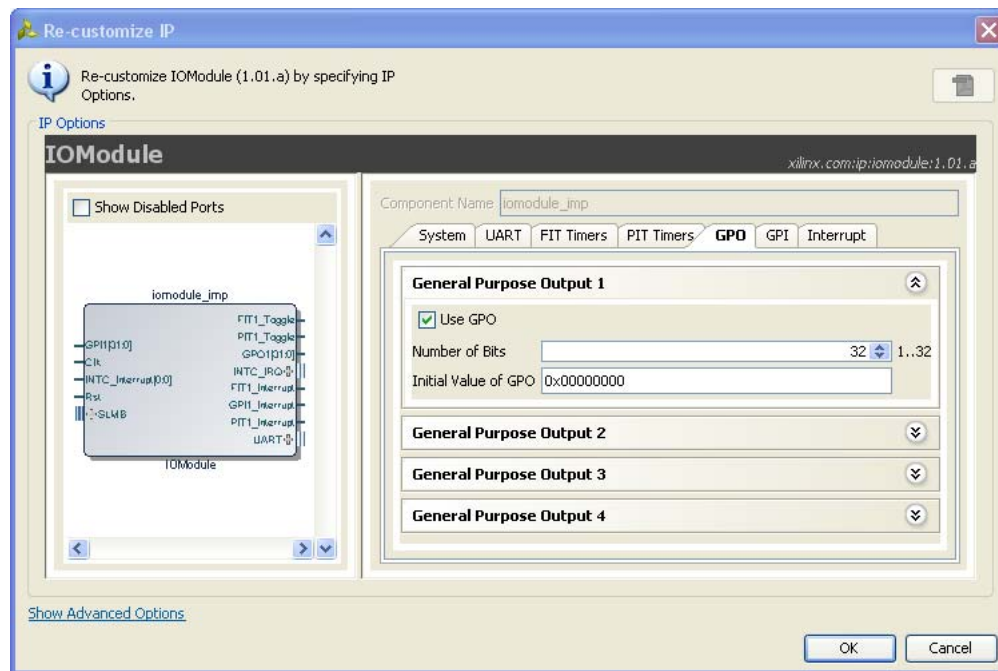 Re-customize IP
Re-customize IOModule (1.01.a) by specifying IP
Options.
IP Options
IOModule
xilinx.com:ip:iomodule:1.01.a
Show Disabled Ports
Component Name iomodule_imp
System UART FIT Timers PIT Timers GPO GPI Interrupt
General Purpose Output 1
Use GPO
Number of Bits 32 1..32
Initial Value of GPO 0x00000000
General Purpose Output 2
General Purpose Output 3
General Purpose Output 4
iomodule_imp
FIT1_Toggle
PIT1_Toggle
GPI1[31:0]
GPO1[31:0]
Clk
INTC_IRQ
INTC_Interrupt[0:0]
FIT1_Interrupt
Rst
GPI1_Interrupt
SLMB
PIT1_Interrupt
UART
IOModule
Show Advanced Options
OK Cancel